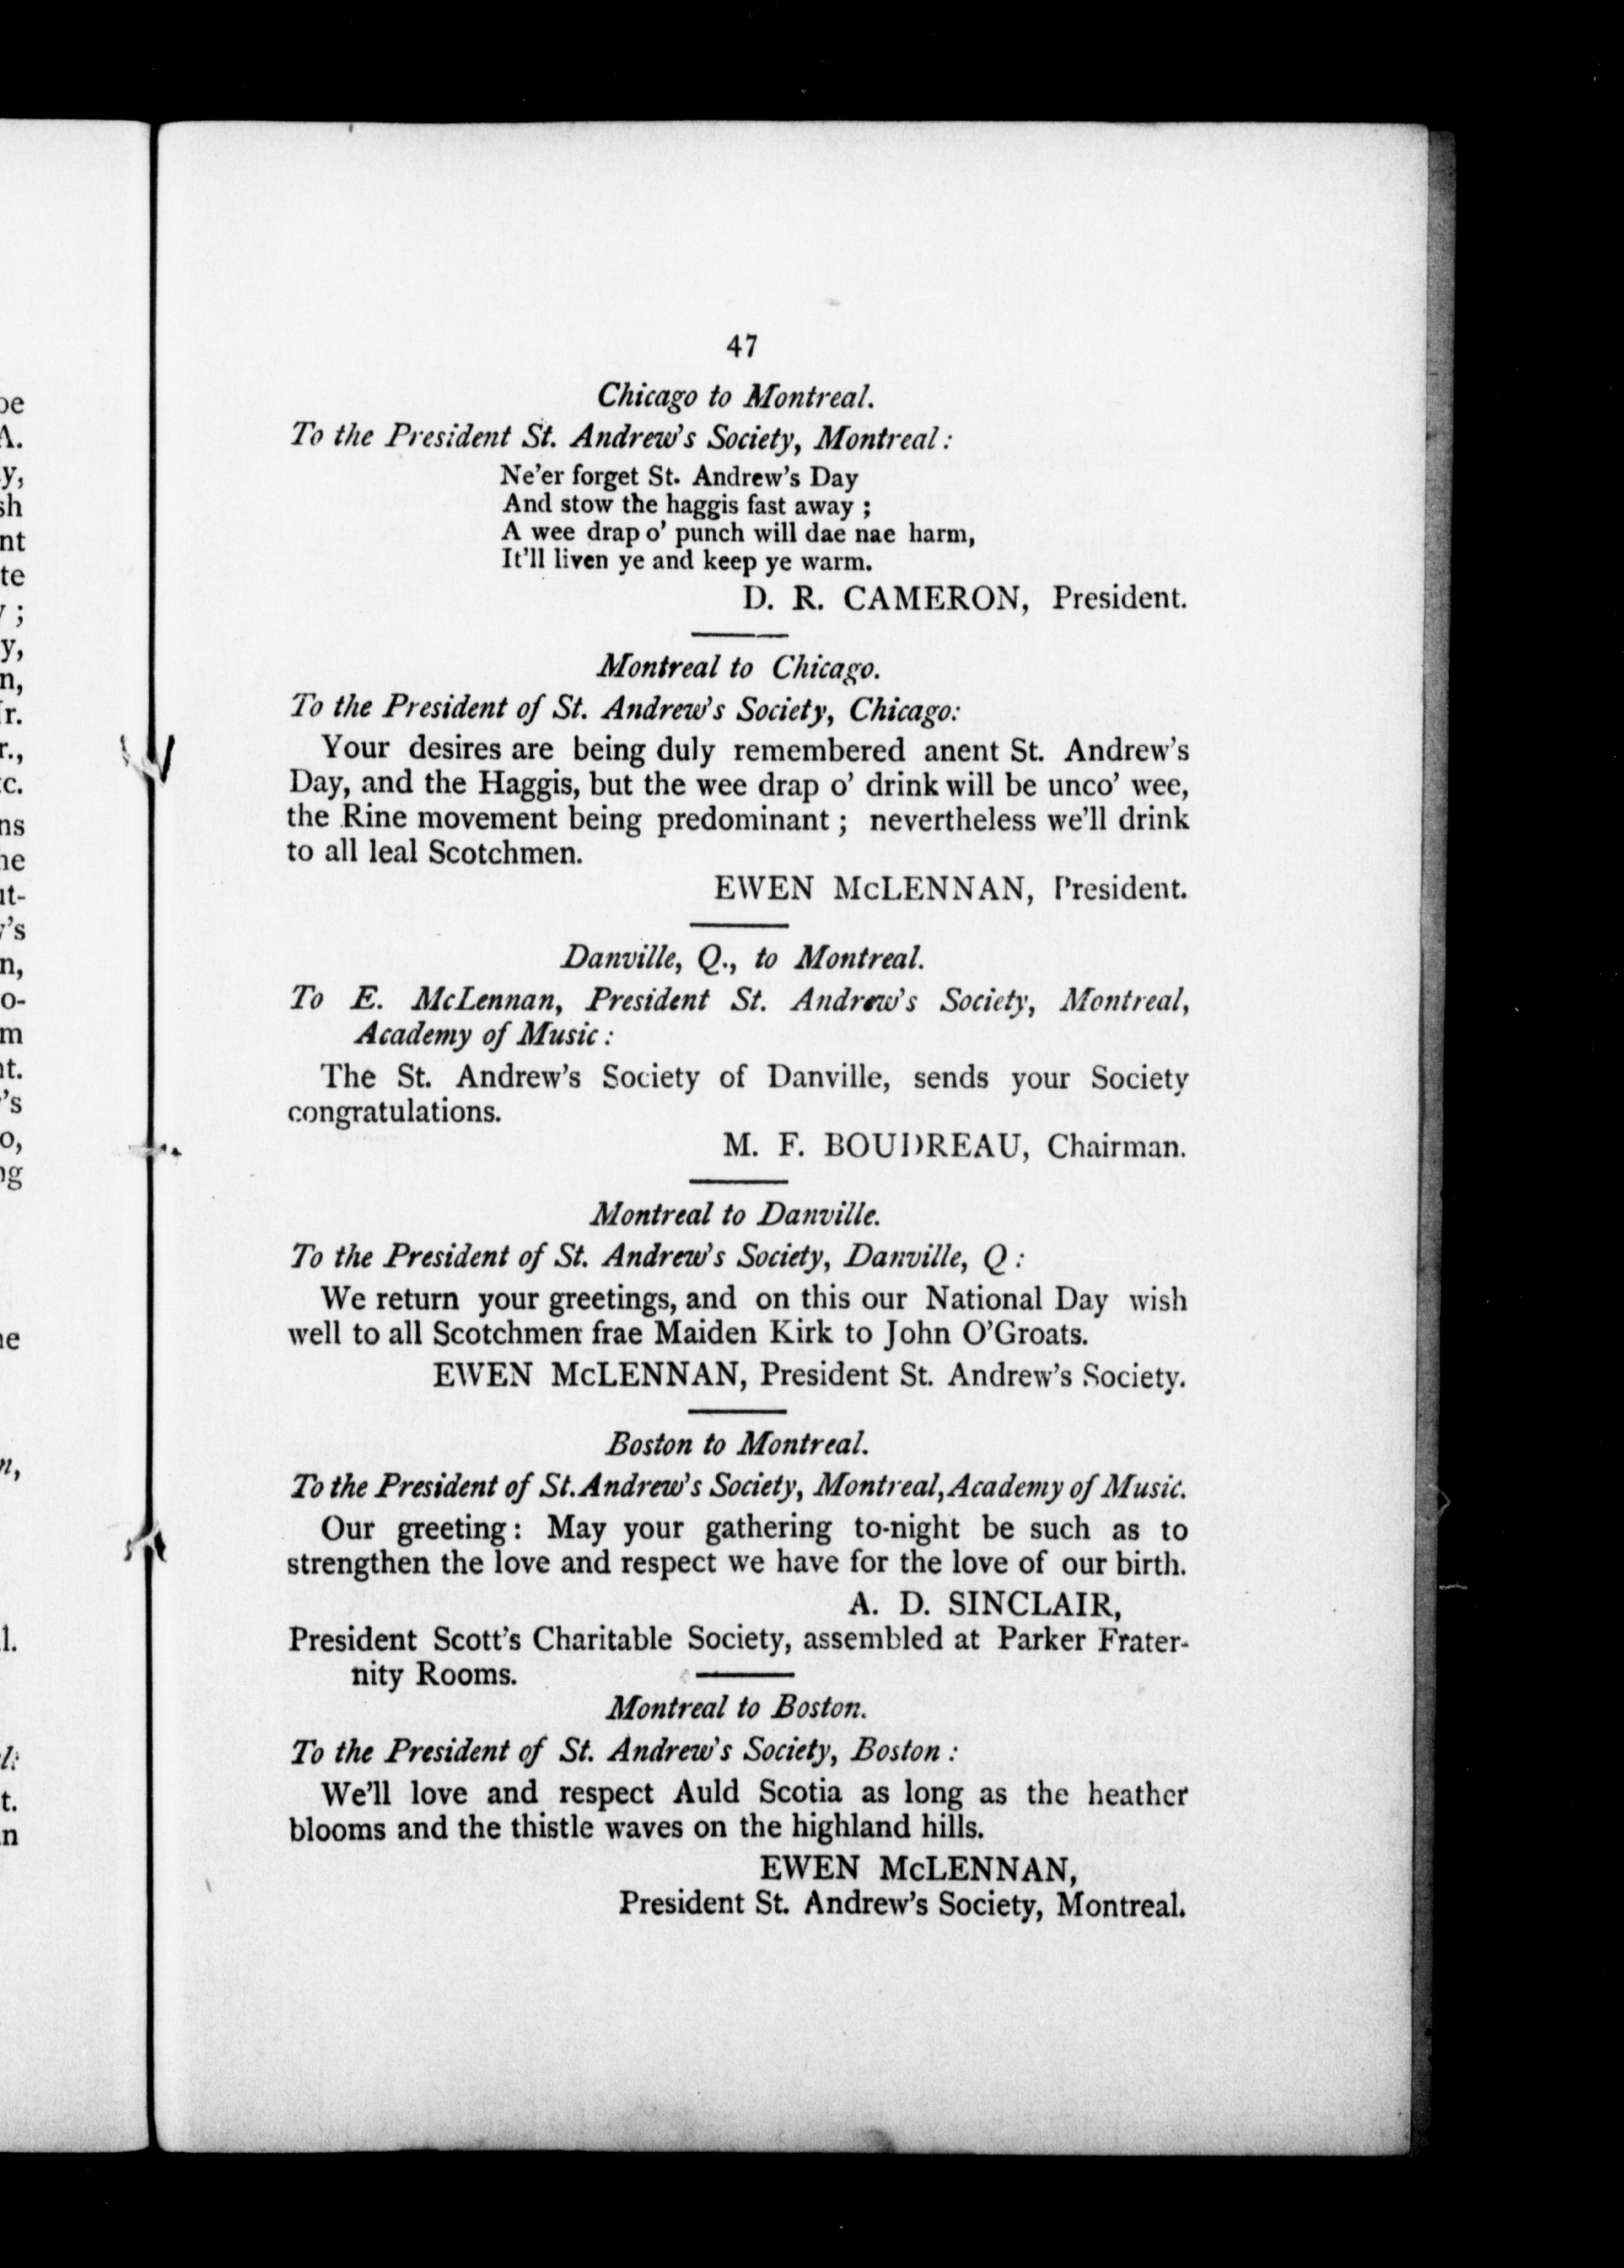 47
Chicago to Montreal.
To the President St. Andrew's Society, Montreal:
Ne'er forget St. Andrew's Day
And stow the haggis fast away ;
A wee drap o' punch will dae nae harm,
It'll liven ye and keep ye warm.
D. R. CAMERON, President.
Montreal to Chicago.
To the President of St. Andrew's Society, Chicago:
Your desires are being duly remembered anent St. Andrew's
Day, and the Haggis, but the wee drap o' drink will be unco' wee,
the Rine movement being predominant ; nevertheless we'll drink
to all leal Scotchmen.
EWEN McLENNAN, President.
Danville, Q., to Montreal.
To E. McLennan, President St. Andrew's Society, Montreal,
Academy of Music :
The St. Andrew's Society of Danville, sends your Society
congratulations.
M. F. BOUDREAU, Chairman.
Montreal to Danville.
To the President of St. Andrew's Society, Danville, Q :
We return your greetings, and on this our National Day wish
well to all Scotchmen frae Maiden Kirk to John O'Groats.
EWEN McLENNAN, President St. Andrew's Society.
Boston to Montreal.
To the President of St. Andrew's Society, Montreal, Academy of Music.
Our greeting: May your gathering to-night be such as to
strengthen the love and respect we have for the love of our birth.
A. D. SINCLAIR,
President Scott's Charitable Society, assembled at Parker Frater-
nity Rooms.
Montreal to Boston.
To the President of St. Andrew's Society, Boston :
We'll love and respect Auld Scotia as long as the heather
blooms and the thistle waves on the highland hills.
EWEN McLENNAN,
President St. Andrew's Society, Montreal.